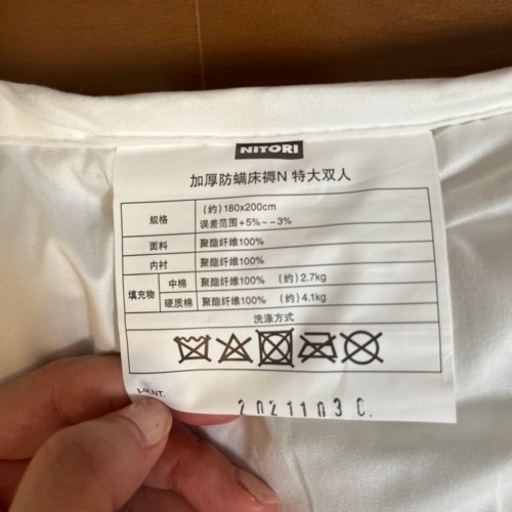 NITORI
加厚防螨床褥N 特大双人
规格 (约)180x200cm
误差范围+5%~-3%
面料 聚酯纤维100%
内衬 聚酯纤维100%
填充物 中棉 聚酯纤维100% (约)2.7kg
硬质棉 聚酯纤维100% (约)4.1kg
洗涤方式
2021103C.